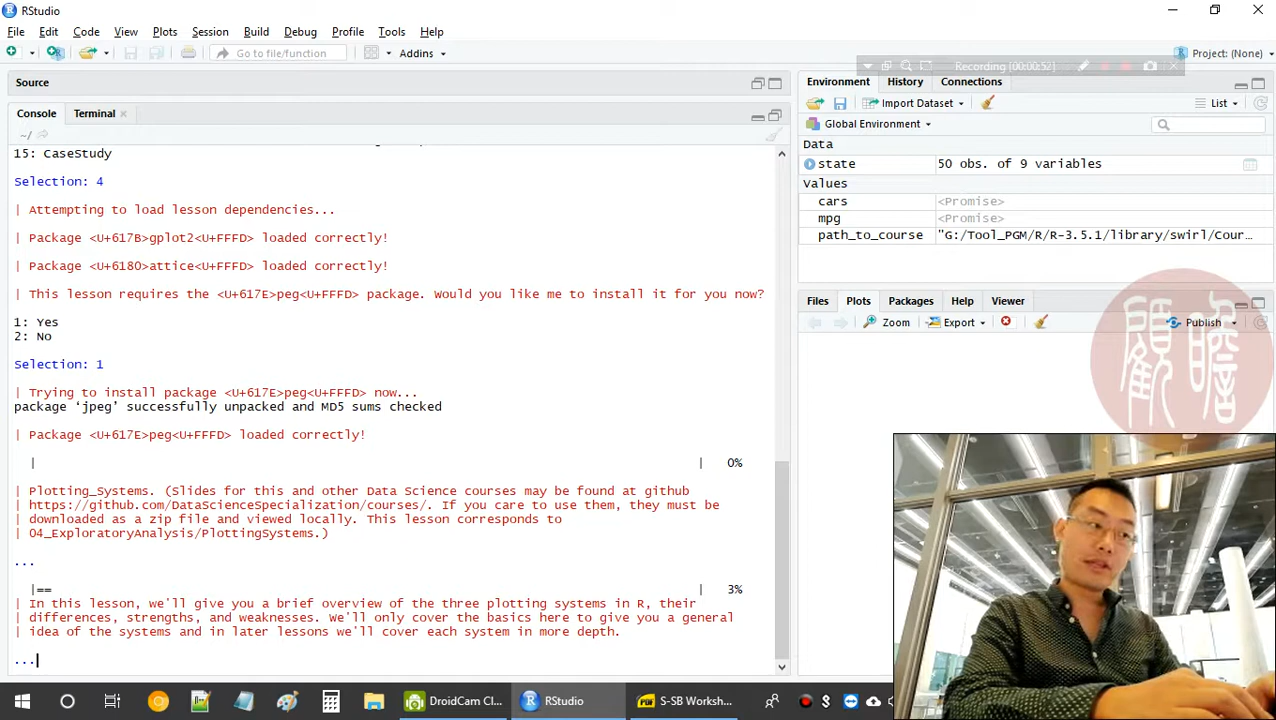 RStudio
File Edit Code View Plots Session Build Debug Profile Tools Help
Go to file/function Addins Project: (None)
Recording [00:00:52]
Source
Console Terminal
~/
15: CaseStudy
Selection: 4
| Attempting to load lesson dependencies...
| Package <U+617B>gplot2<U+FFFD> loaded correctly!
| Package <U+6180>attice<U+FFFD> loaded correctly!
| This lesson requires the <U+617E>peg<U+FFFD> package. Would you like me to install it for you now?
1: Yes
2: No
Selection: 1
| Trying to install package <U+617E>peg<U+FFFD> now...
package ‘jpeg’ successfully unpacked and MD5 sums checked
| Package <U+617E>peg<U+FFFD> loaded correctly!
| | 0%
| Plotting_Systems. (Slides for this and other Data Science courses may be found at github
| https://github.com/DataScienceSpecialization/courses/. If you care to use them, they must be
| downloaded as a zip file and viewed locally. This lesson corresponds to
| 04_ExploratoryAnalysis/PlottingSystems.)
...
|== | 3%
| In this lesson, we'll give you a brief overview of the three plotting systems in R, their
| differences, strengths, and weaknesses. We'll only cover the basics here to give you a general
| idea of the systems and in later lessons we'll cover each system in more depth.
...
Environment History Connections
Import Dataset List
Global Environment
Data
state 50 obs. of 9 variables
Values
cars <Promise>
mpg <Promise>
path_to_course "G:/Tool_PGM/R/R-3.5.1/library/swirl/Cour...
Files Plots Packages Help Viewer
Zoom Export Publish
顧瞻
DroidCam Cl... RStudio S-SB Worksh...